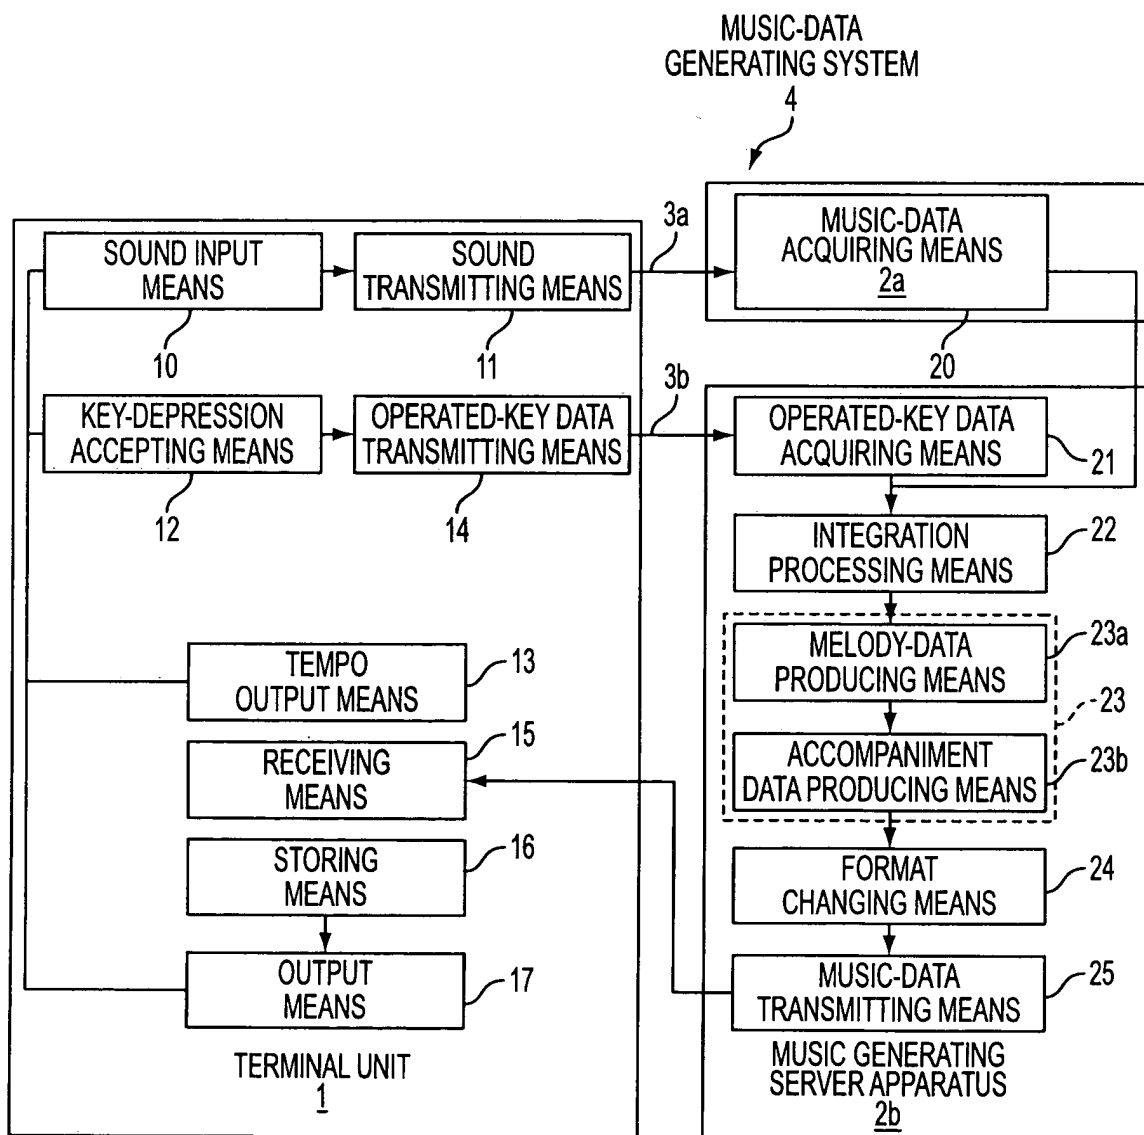 MUSIC-DATA
GENERATING SYSTEM
4
SOUND INPUT
MEANS
10
SOUND
TRANSMITTING MEANS
11
3a
MUSIC-DATA
ACQUIRING MEANS
2a
20
KEY-DEPRESSION
ACCEPTING MEANS
12
OPERATED-KEY DATA
TRANSMITTING MEANS
14
3b
OPERATED-KEY DATA
ACQUIRING MEANS
21
INTEGRATION
PROCESSING MEANS
22
TEMPO
OUTPUT MEANS
13
MELODY-DATA
PRODUCING MEANS
23a
23
RECEIVING
MEANS
15
ACCOMPANIMENT
DATA PRODUCING MEANS
23b
STORING
MEANS
16
FORMAT
CHANGING MEANS
24
OUTPUT
MEANS
17
MUSIC-DATA
TRANSMITTING MEANS
25
TERMINAL UNIT
1
MUSIC GENERATING
SERVER APPARATUS
2b